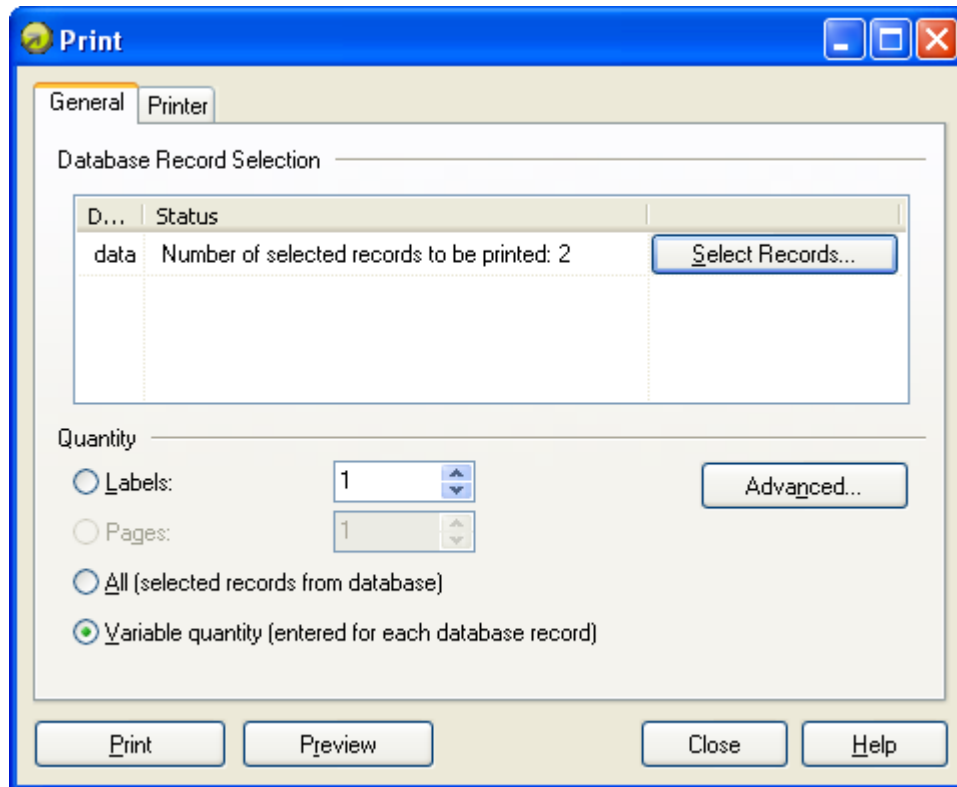 Print
General Printer
Database Record Selection
D... Status
data Number of selected records to be printed: 2 Select Records...
Quantity
Labels: 1 Advanced...
Pages: 1
All (selected records from database)
Variable quantity (entered for each database record)
Print Preview Close Help